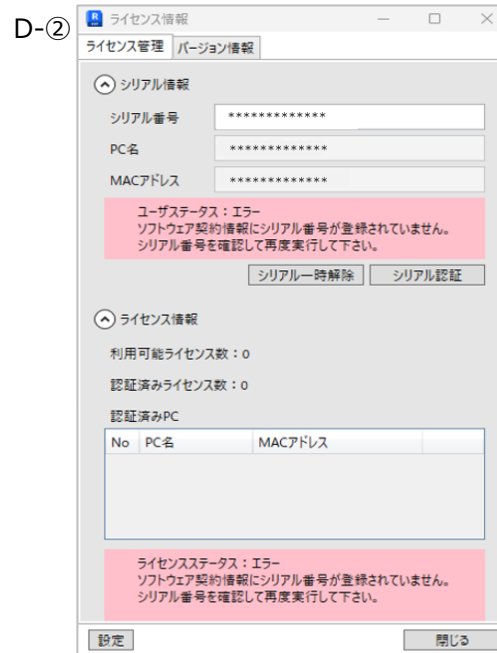 D-②
ライセンス情報
ライセンス管理 バージョン情報
シリアル情報
シリアル番号 *************
PC名 *************
MACアドレス *************
ユーザステータス：エラー
ソフトウェア契約情報にシリアル番号が登録されていません。
シリアル番号を確認して再度実行して下さい。
シリアル一時解除 シリアル認証
ライセンス情報
利用可能ライセンス数：0
認証済みライセンス数：0
認証済みPC
No PC名 MACアドレス
ライセンスステータス：エラー
ソフトウェア契約情報にシリアル番号が登録されていません。
シリアル番号を確認して再度実行して下さい。
設定 閉じる